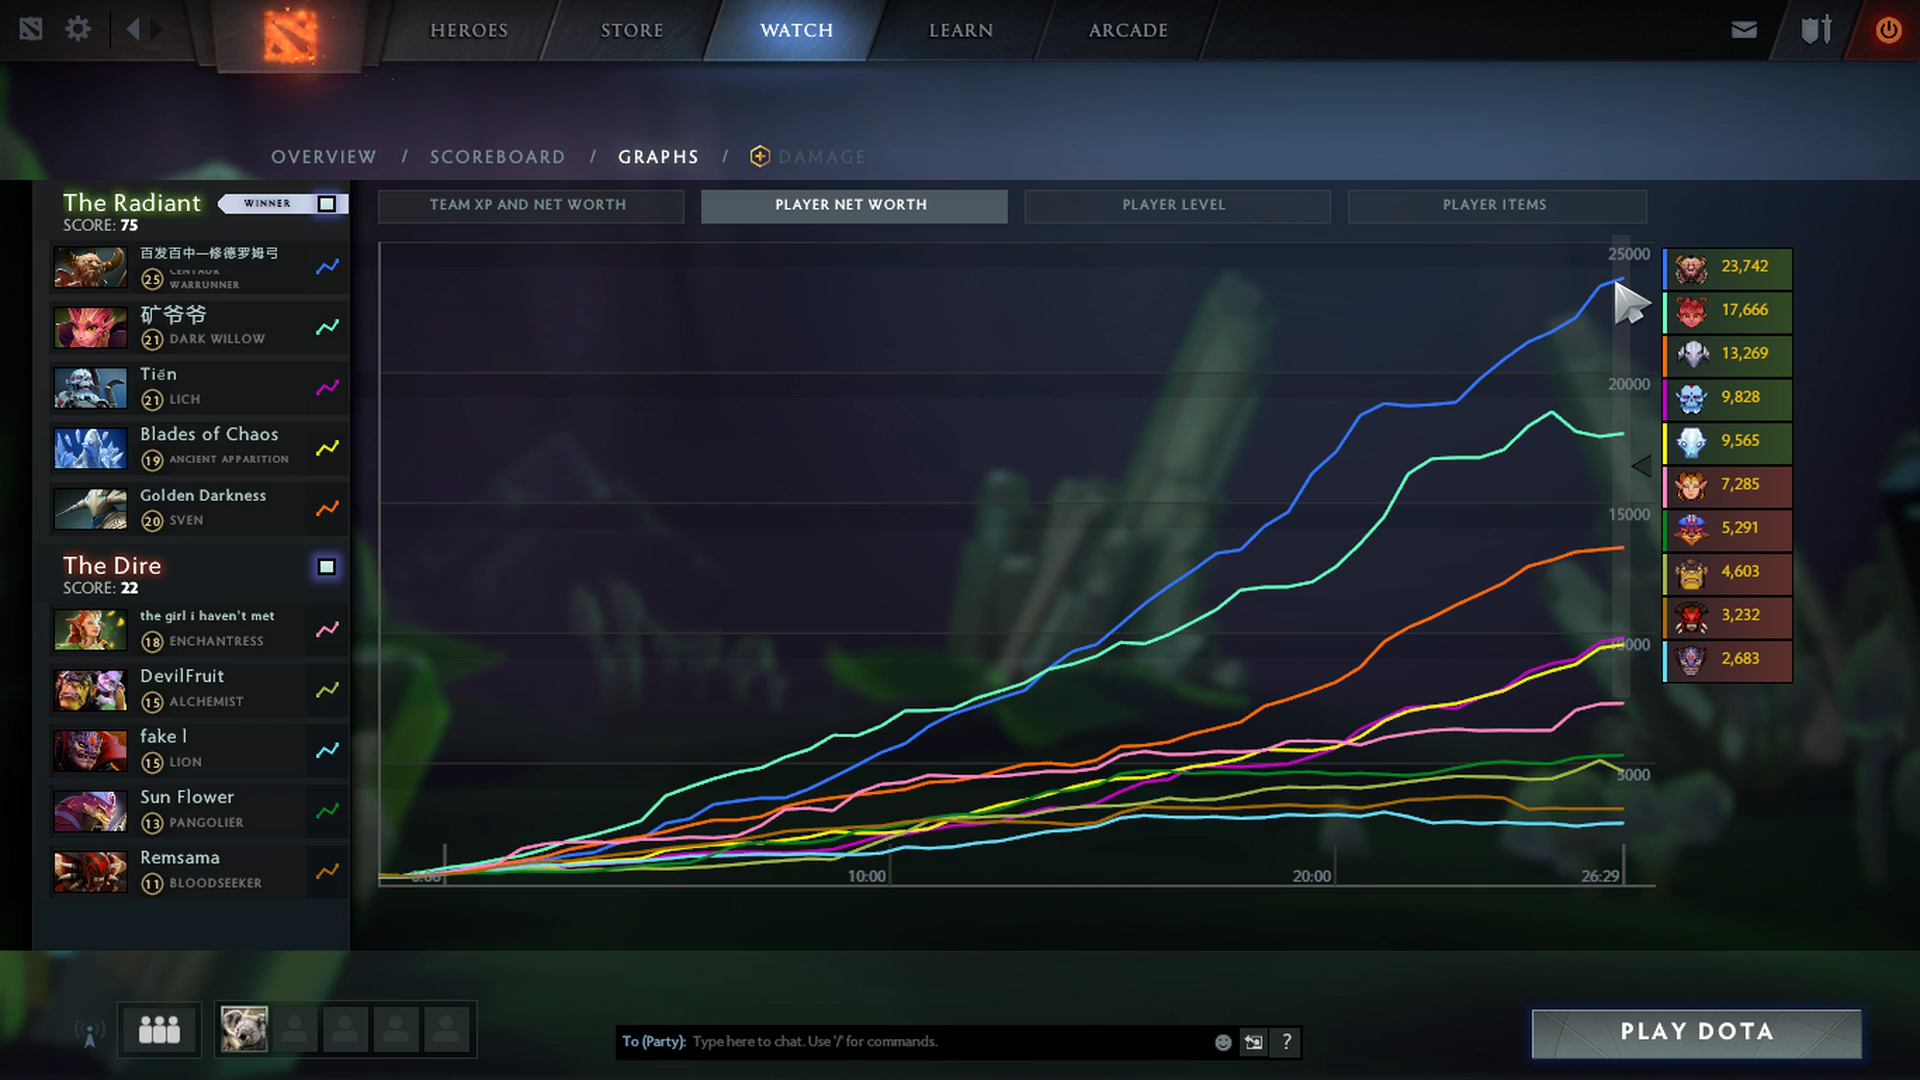 HEROES
STORE
WATCH
LEARN
ARCADE
OVERVIEW / SCOREBOARD / GRAPHS / DAMAGE
The Radiant
WINNER
SCORE: 75
百发百中—修德罗姆弓
25 CENTAUR WARRUNNER
矿爷爷
21 DARK WILLOW
Tiến
21 LICH
Blades of Chaos
19 ANCIENT APPARITION
Golden Darkness
20 SVEN
The Dire
SCORE: 22
the girl i haven't met
18 ENCHANTRESS
DevilFruit
15 ALCHEMIST
fake l
15 LION
Sun Flower
13 PANGOLIER
Remsama
11 BLOODSEEKER
TEAM XP AND NET WORTH
PLAYER NET WORTH
PLAYER LEVEL
PLAYER ITEMS
25000
20000
15000
10000
5000
0:00
10:00
20:00
26:29
23,742
17,666
13,269
9,828
9,565
7,285
5,291
4,603
3,232
2,683
To (Party): Type here to chat. Use '/' for commands.
?
PLAY DOTA